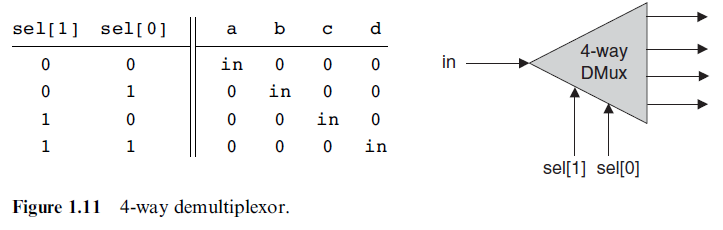 sel[1] sel[0] a b c d
0 0 in 0 0 0
0 1 0 in 0 0
1 0 0 0 in 0
1 1 0 0 0 in
in
4-way
DMux
sel[1] sel[0]
Figure 1.11 4-way demultiplexor.